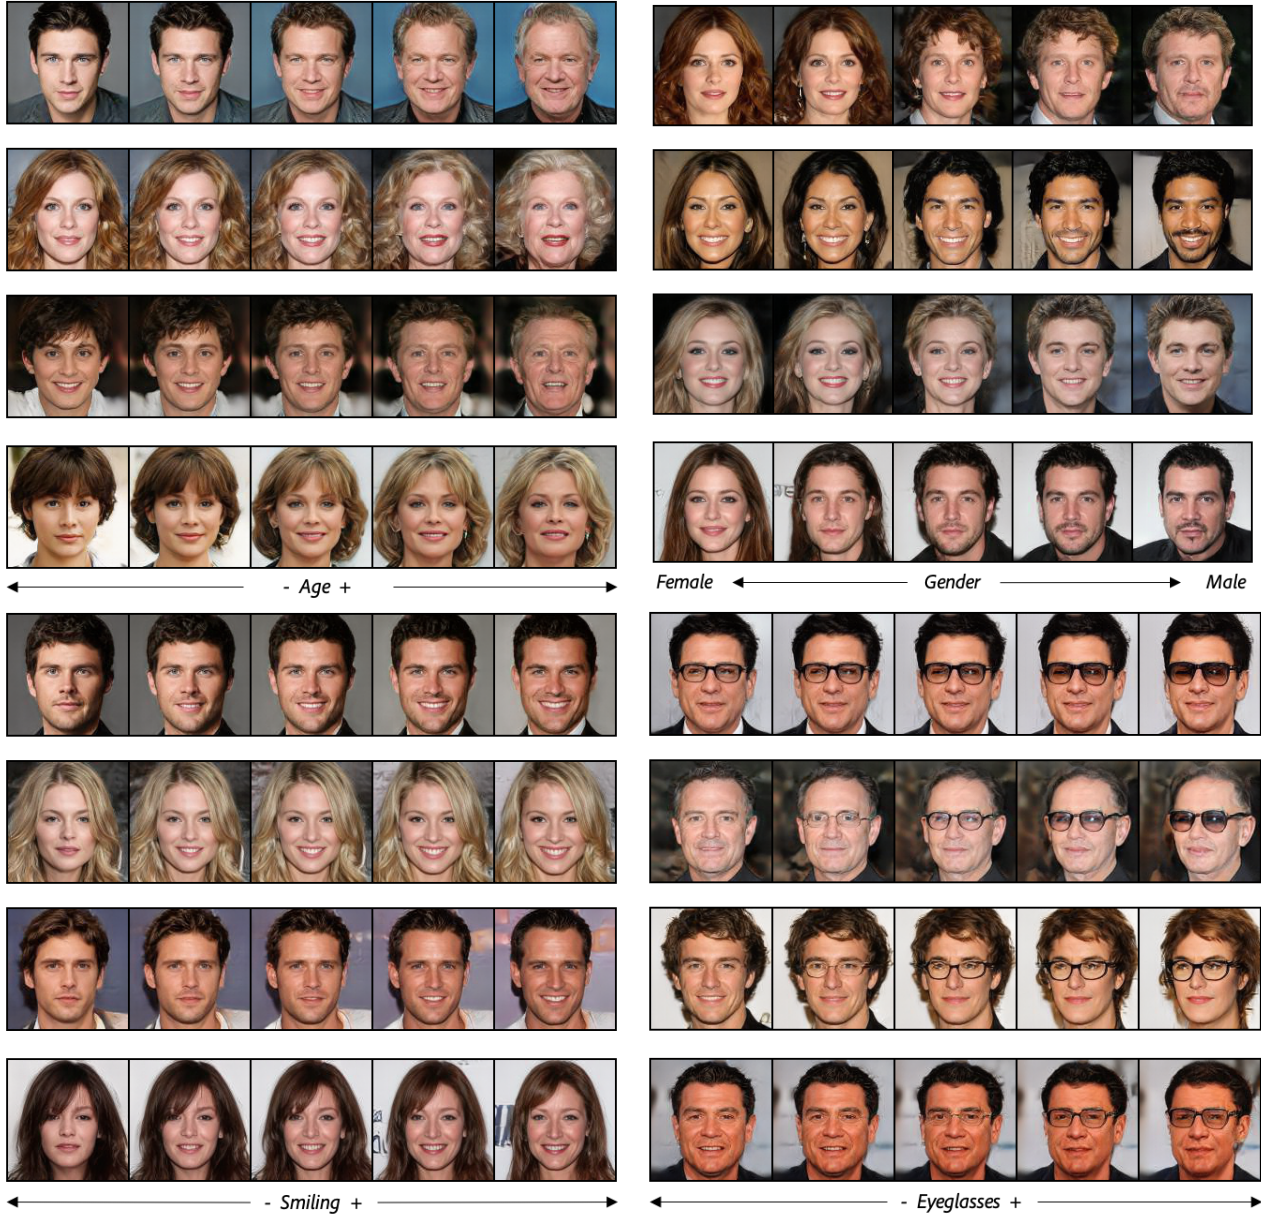 - Age +
Female Gender Male
- Smiling +
- Eyeglasses +